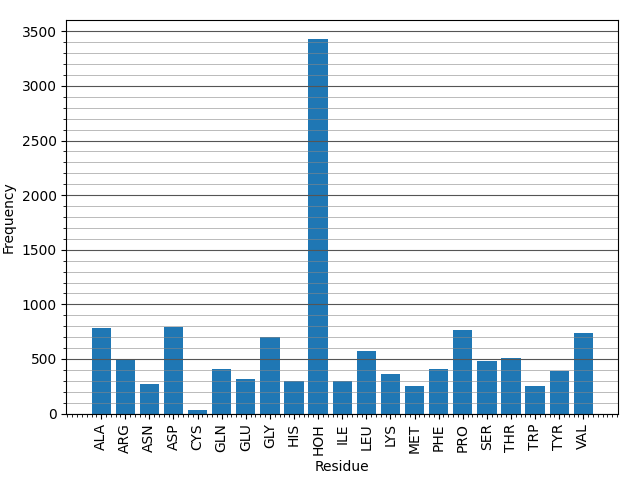 3500
3000
2500
2000
1500
1000
500
0
Frequency
ALA ARG ASN ASP CYS GLN GLU GLY HIS HOH ILE LEU LYS MET PHE PRO SER THR TRP TYR VAL
Residue